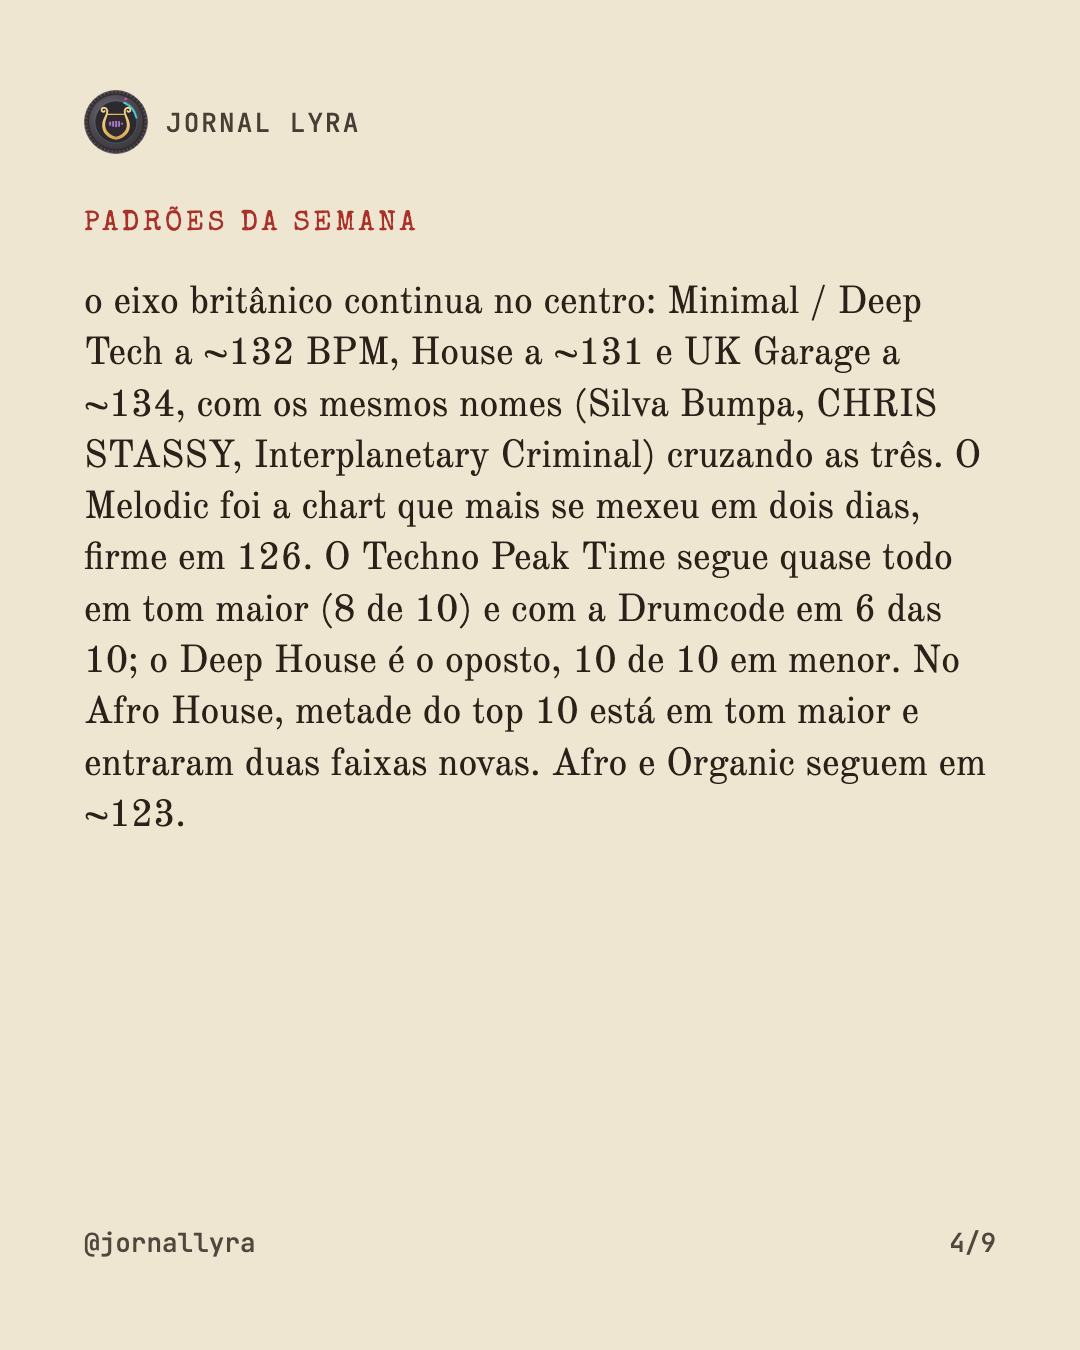 JORNAL LYRA
PADRÕES DA SEMANA
o eixo britânico continua no centro: Minimal / Deep
Tech a ~132 BPM, House a ~131 e UK Garage a
~134, com os mesmos nomes (Silva Bumpa, CHRIS
STASSY, Interplanetary Criminal) cruzando as três. O
Melodic foi a chart que mais se mexeu em dois dias,
firme em 126. O Techno Peak Time segue quase todo
em tom maior (8 de 10) e com a Drumcode em 6 das
10; o Deep House é o oposto, 10 de 10 em menor. No
Afro House, metade do top 10 está em tom maior e
entraram duas faixas novas. Afro e Organic seguem em
~123.
@jornallyra
4/9